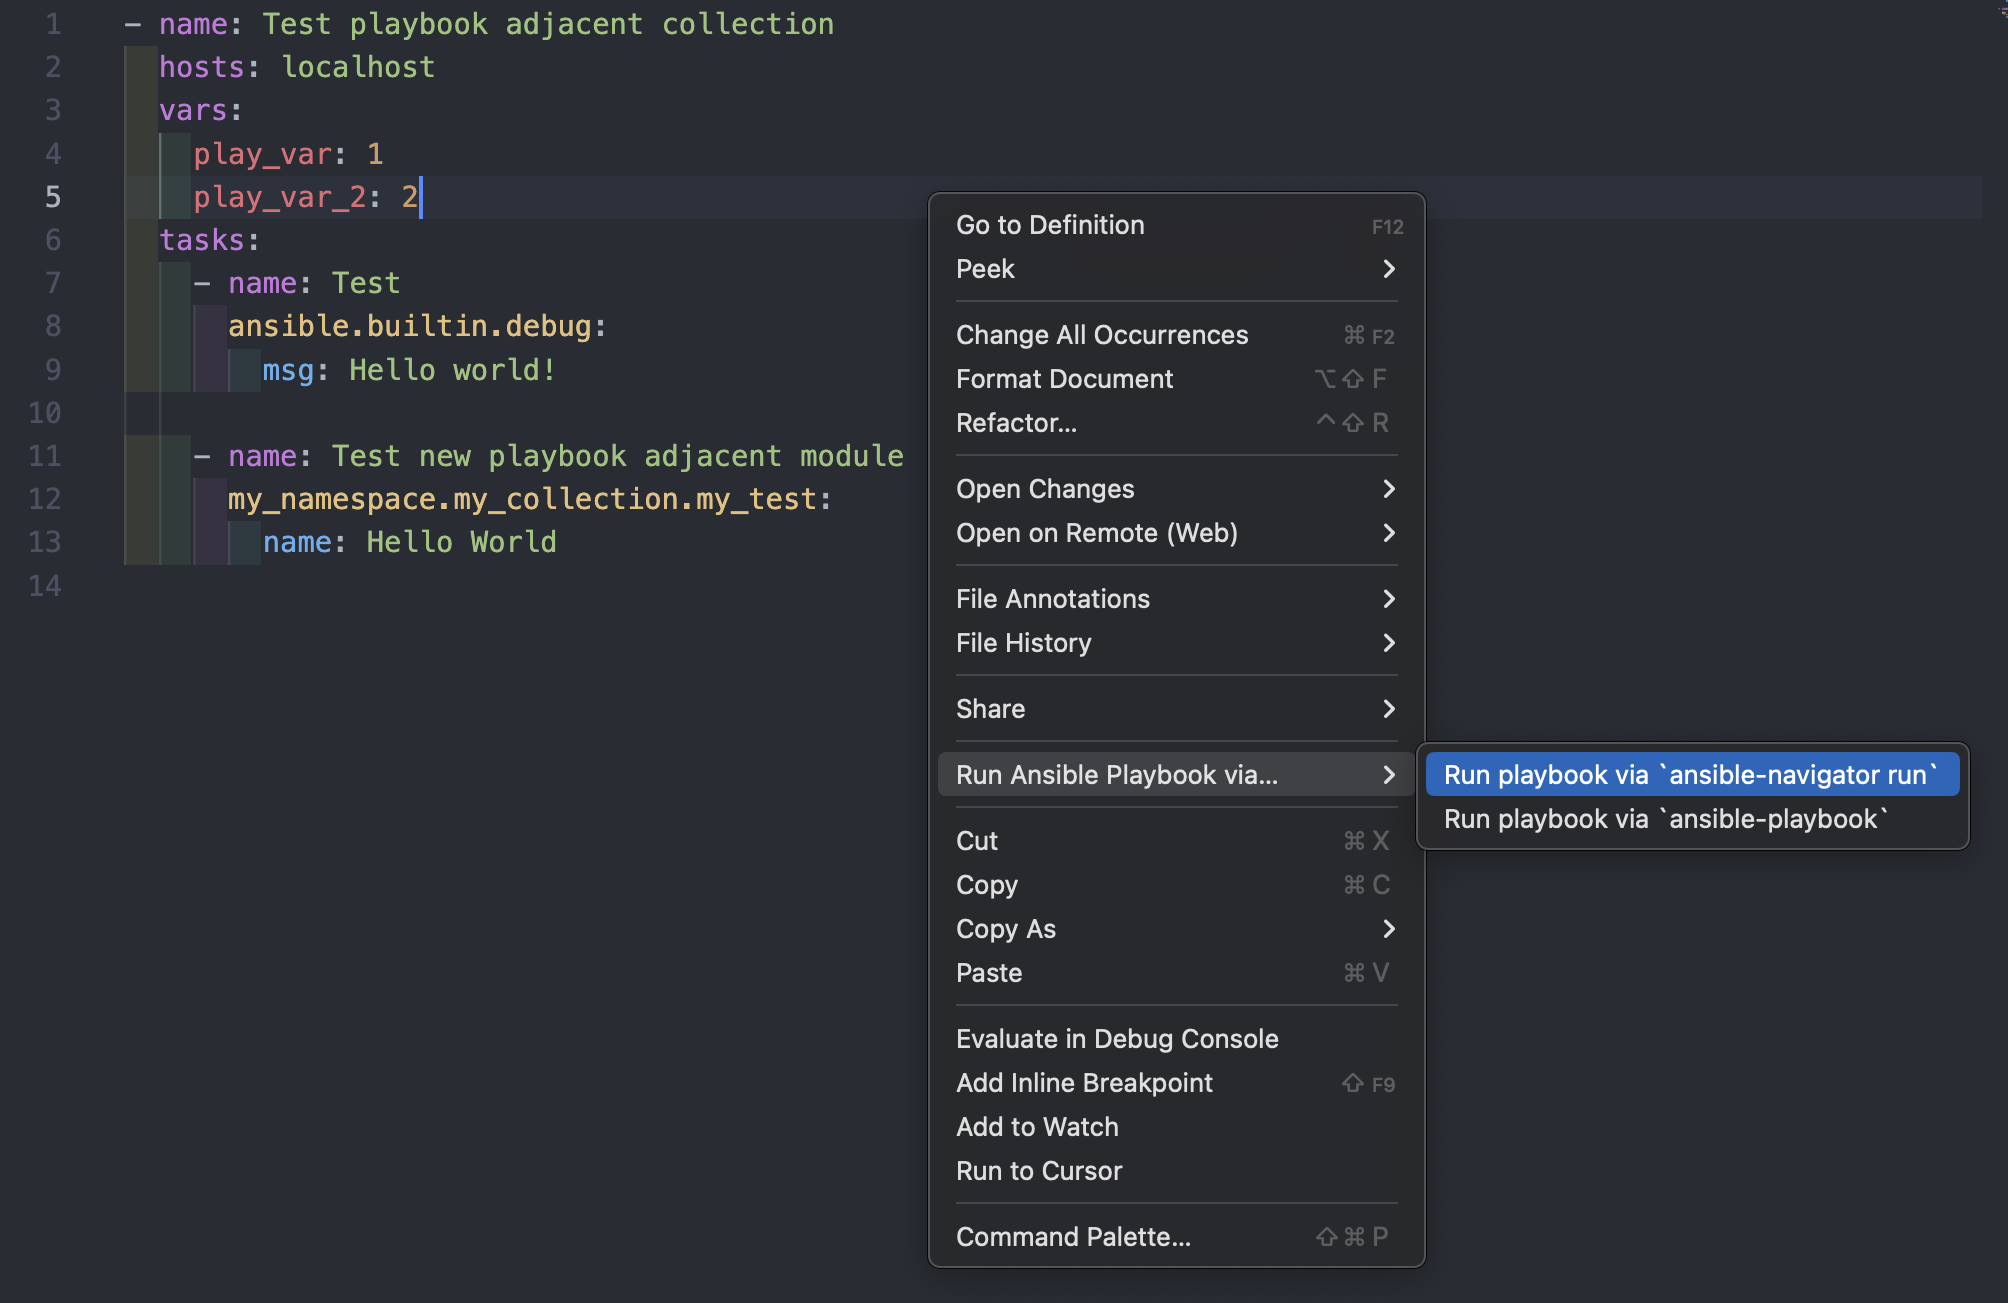 1 - name: Test playbook adjacent collection
2 hosts: localhost
3 vars:
4 play_var: 1
5 play_var_2: 2
6 tasks:
7 - name: Test
8 ansible.builtin.debug:
9 msg: Hello world!
10
11 - name: Test new playbook adjacent module
12 my_namespace.my_collection.my_test:
13 name: Hello World
14
Go to Definition F12
Peek
Change All Occurrences ⌘ F2
Format Document ⌥⇧ F
Refactor... ^⇧ R
Open Changes
Open on Remote (Web)
File Annotations
File History
Share
Run Ansible Playbook via...
Run playbook via `ansible-navigator run`
Run playbook via `ansible-playbook`
Cut ⌘ X
Copy ⌘ C
Copy As
Paste ⌘ V
Evaluate in Debug Console
Add Inline Breakpoint ⇧ F9
Add to Watch
Run to Cursor
Command Palette... ⇧⌘ P